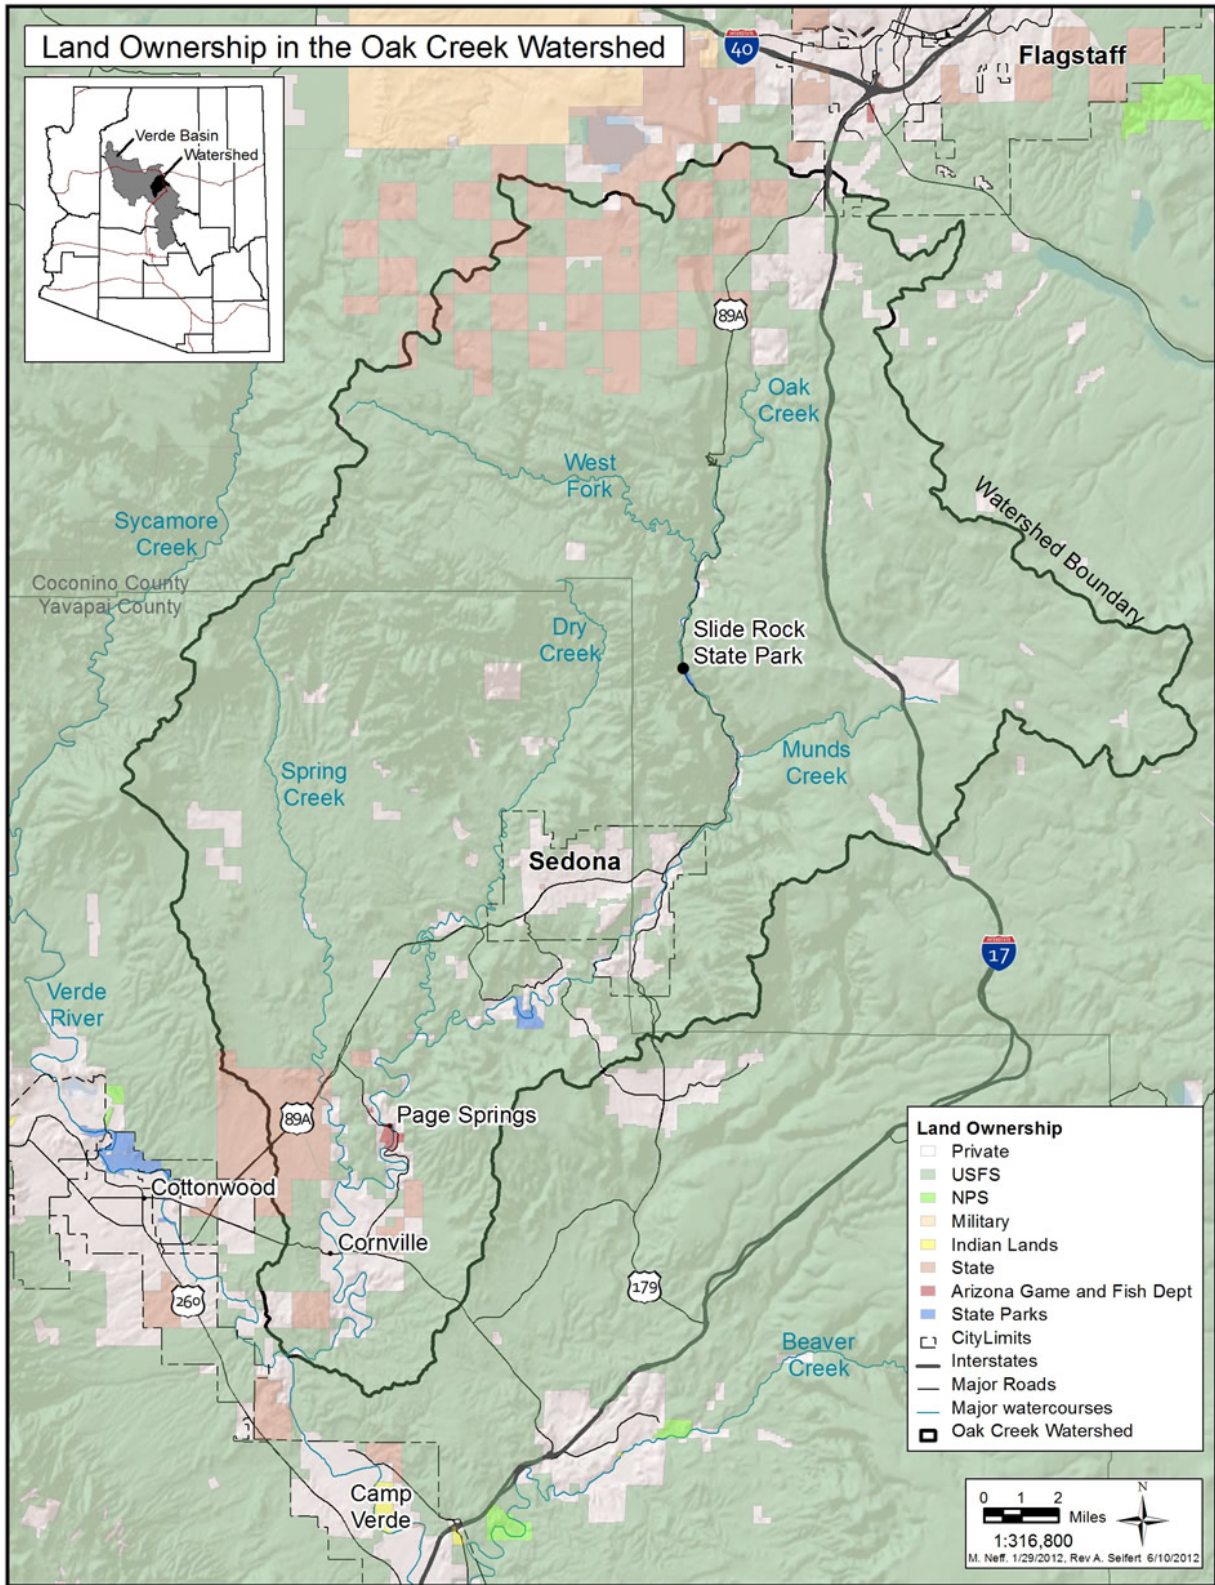 Land Ownership in the Oak Creek Watershed
INTERSTATE
40
Flagstaff
Verde Basin
Watershed
89A
Oak
Creek
West
Fork
Sycamore
Creek
Watershed Boundary
Coconino County
Yavapai County
Dry
Creek
Slide Rock
State Park
Munds
Creek
Spring
Creek
Sedona
INTERSTATE
17
Verde
River
89A
Page Springs
Cottonwood
Cornville
260
179
Beaver
Creek
Camp
Verde
Land Ownership
Private
USFS
NPS
Military
Indian Lands
State
Arizona Game and Fish Dept
State Parks
CityLimits
Interstates
Major Roads
Major watercourses
Oak Creek Watershed
0 1 2
Miles
N
1:316,800
M. Neff. 1/29/2012, Rev A. Seifert 6/10/2012